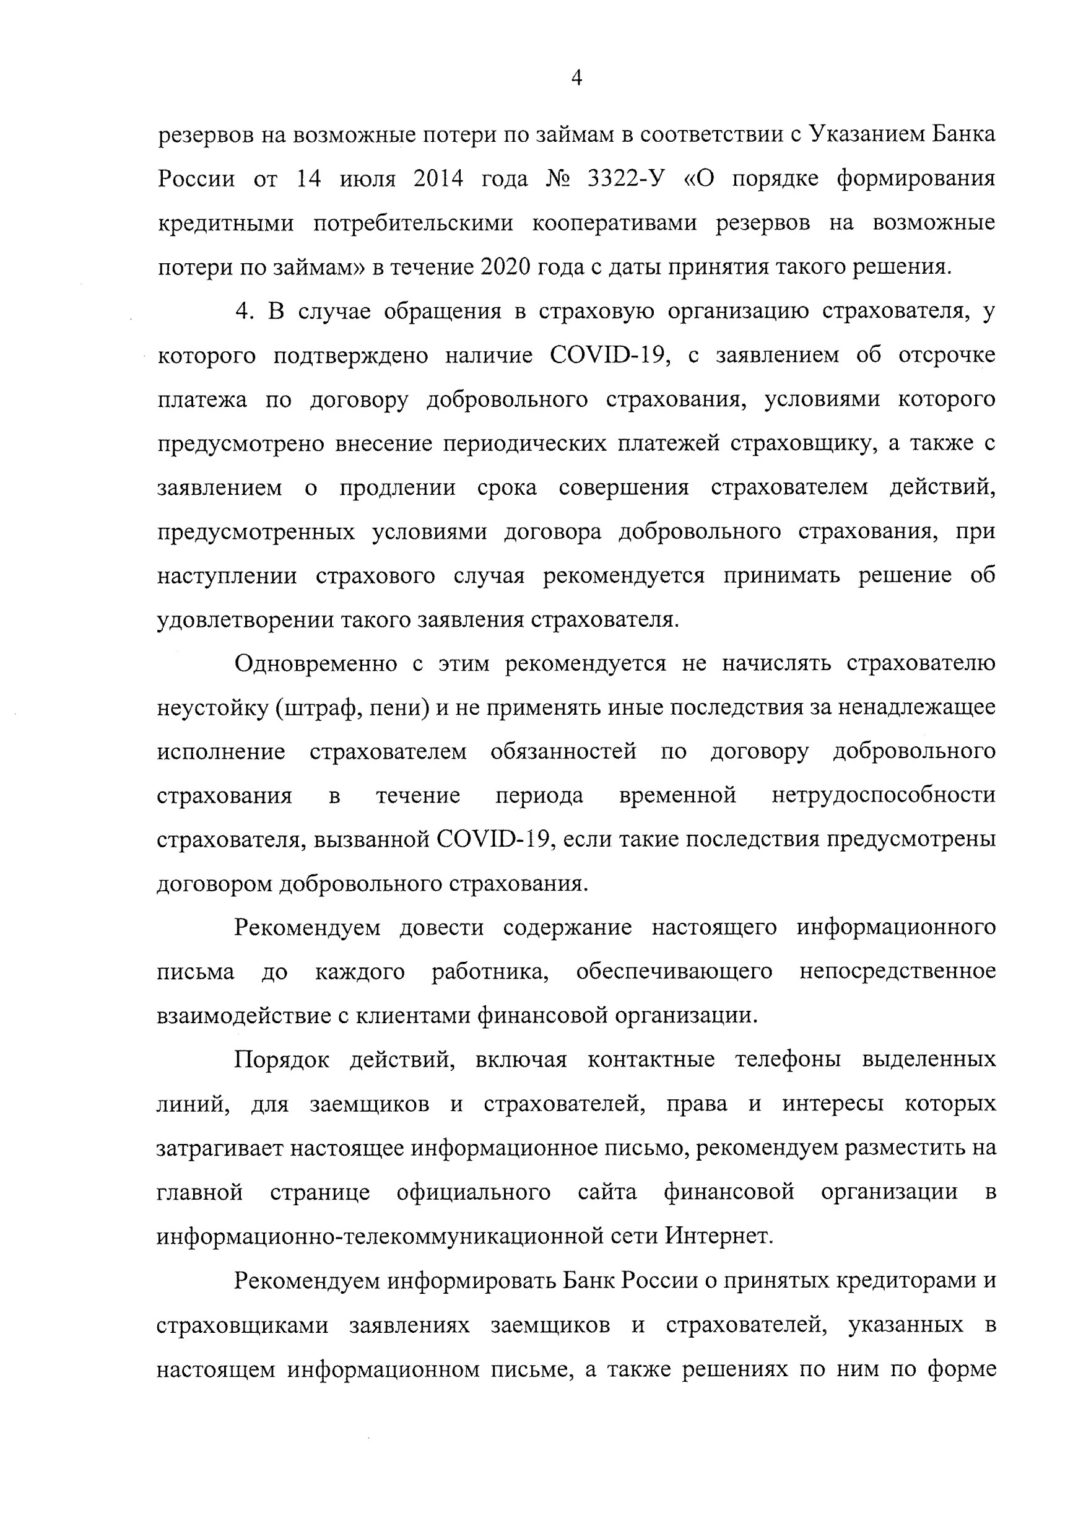 4
резервов на возможные потери по займам в соответствии с Указанием Банка
России от 14 июля 2014 года № 3322-У «О порядке формирования
кредитными потребительскими кооперативами резервов на возможные
потери по займам» в течение 2020 года с даты принятия такого решения.
4. В случае обращения в страховую организацию страхователя, у
которого подтверждено наличие COVID-19, с заявлением об отсрочке
платежа по договору добровольного страхования, условиями которого
предусмотрено внесение периодических платежей страховщику, а также с
заявлением о продлении срока совершения страхователем действий,
предусмотренных условиями договора добровольного страхования, при
наступлении страхового случая рекомендуется принимать решение об
удовлетворении такого заявления страхователя.
Одновременно с этим рекомендуется не начислять страхователю
неустойку (штраф, пени) и не применять иные последствия за ненадлежащее
исполнение страхователем обязанностей по договору добровольного
страхования в течение периода временной нетрудоспособности
страхователя, вызванной COVID-19, если такие последствия предусмотрены
договором добровольного страхования.
Рекомендуем довести содержание настоящего информационного
письма до каждого работника, обеспечивающего непосредственное
взаимодействие с клиентами финансовой организации.
Порядок действий, включая контактные телефоны выделенных
линий, для заемщиков и страхователей, права и интересы которых
затрагивает настоящее информационное письмо, рекомендуем разместить на
главной странице официального сайта финансовой организации в
информационно-телекоммуникационной сети Интернет.
Рекомендуем информировать Банк России о принятых кредиторами и
страховщиками заявлениях заемщиков и страхователей, указанных в
настоящем информационном письме, а также решениях по ним по форме